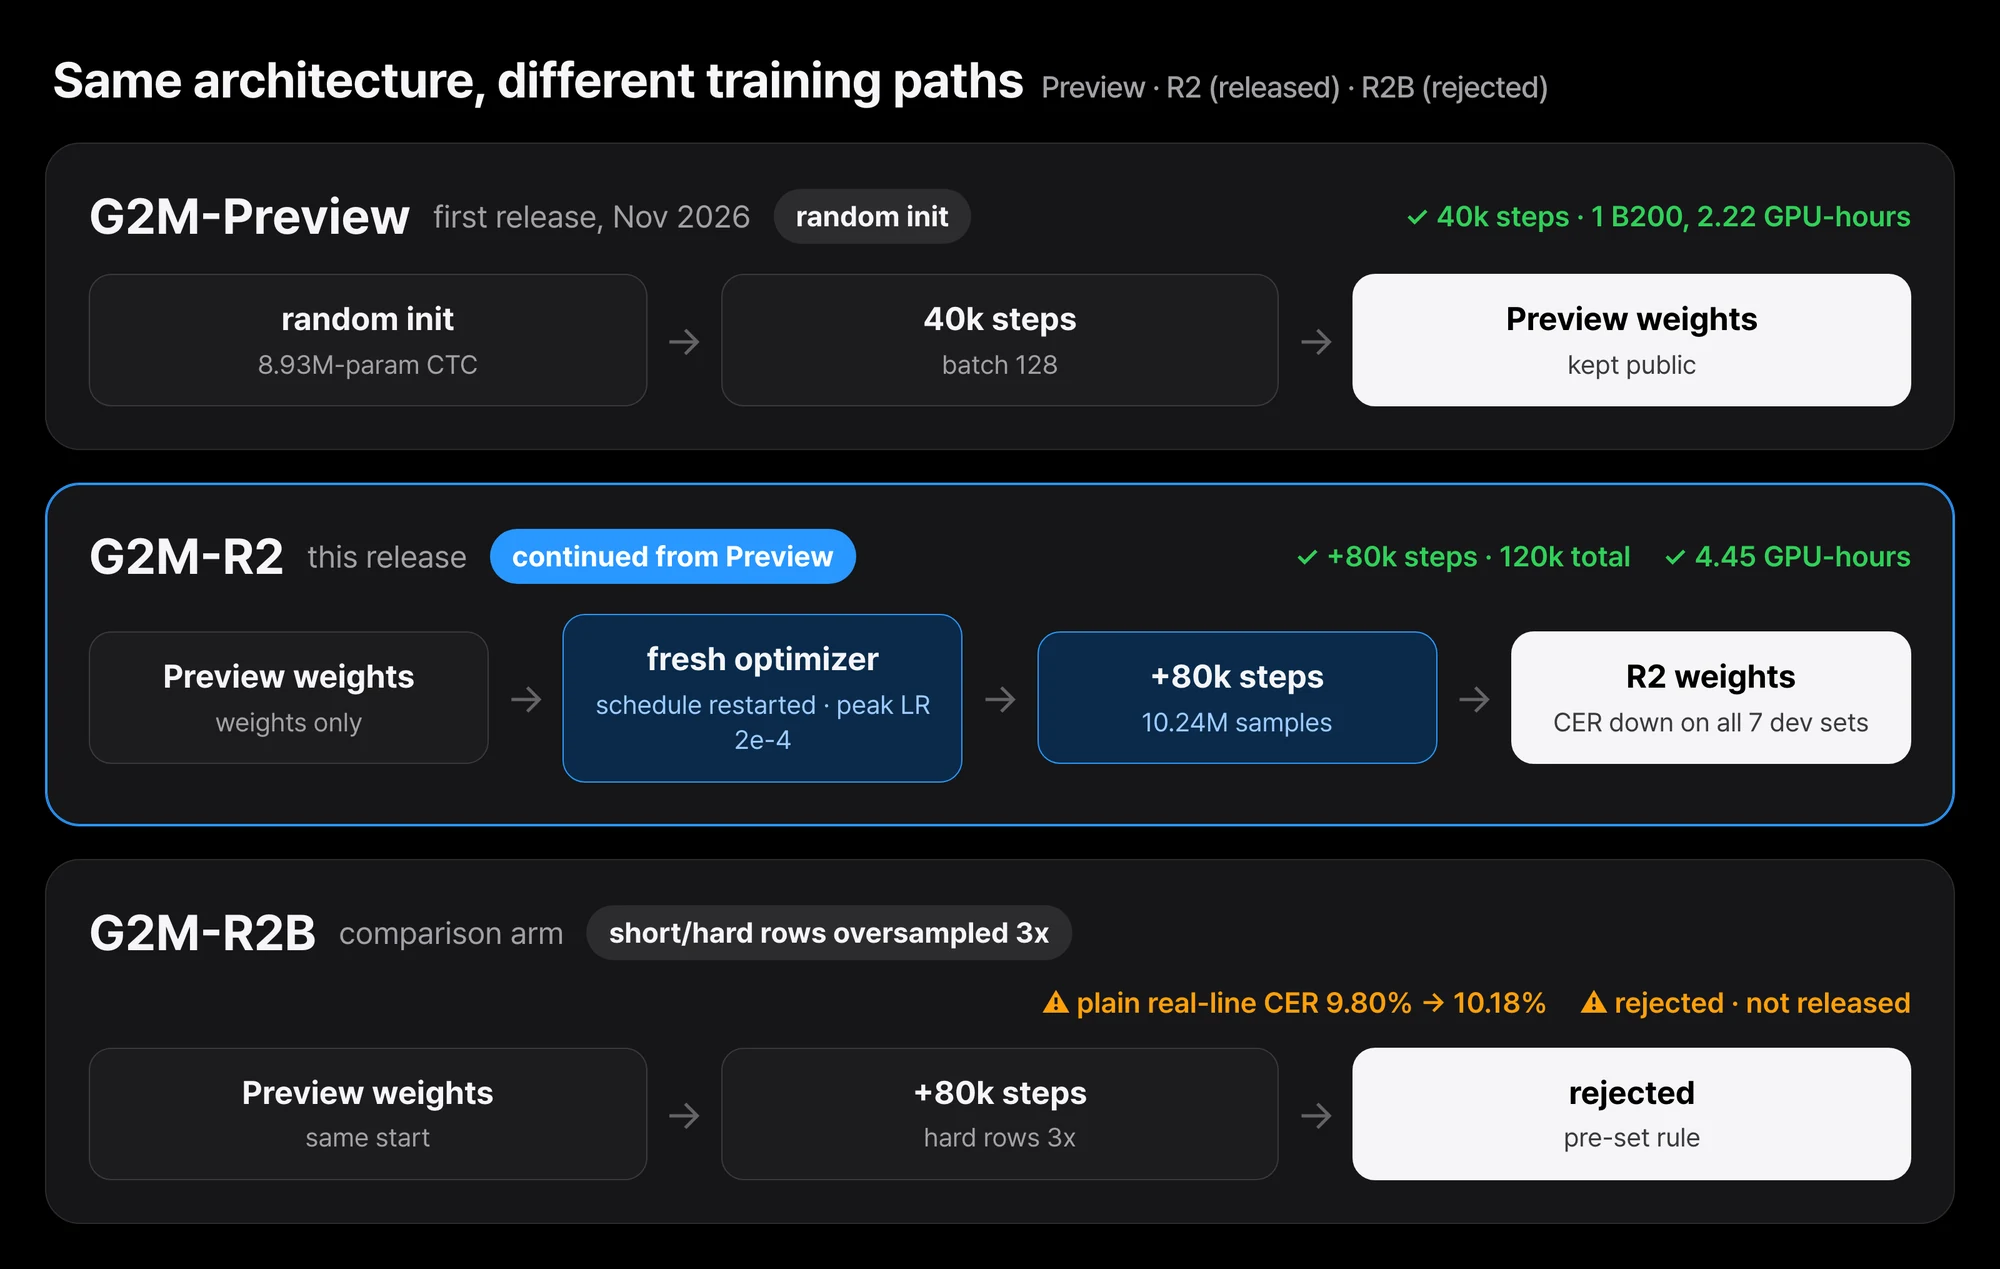 Same architecture, different training paths Preview · R2 (released) · R2B (rejected)
G2M-Preview first release, Nov 2026 random init ✓ 40k steps · 1 B200, 2.22 GPU-hours
random init
8.93M-param CTC
→
40k steps
batch 128
→
Preview weights
kept public
G2M-R2 this release continued from Preview ✓ +80k steps · 120k total ✓ 4.45 GPU-hours
Preview weights
weights only
→
fresh optimizer
schedule restarted · peak LR
2e-4
→
+80k steps
10.24M samples
→
R2 weights
CER down on all 7 dev sets
G2M-R2B comparison arm short/hard rows oversampled 3x
⚠ plain real-line CER 9.80% → 10.18% ⚠ rejected · not released
Preview weights
same start
→
+80k steps
hard rows 3x
→
rejected
pre-set rule